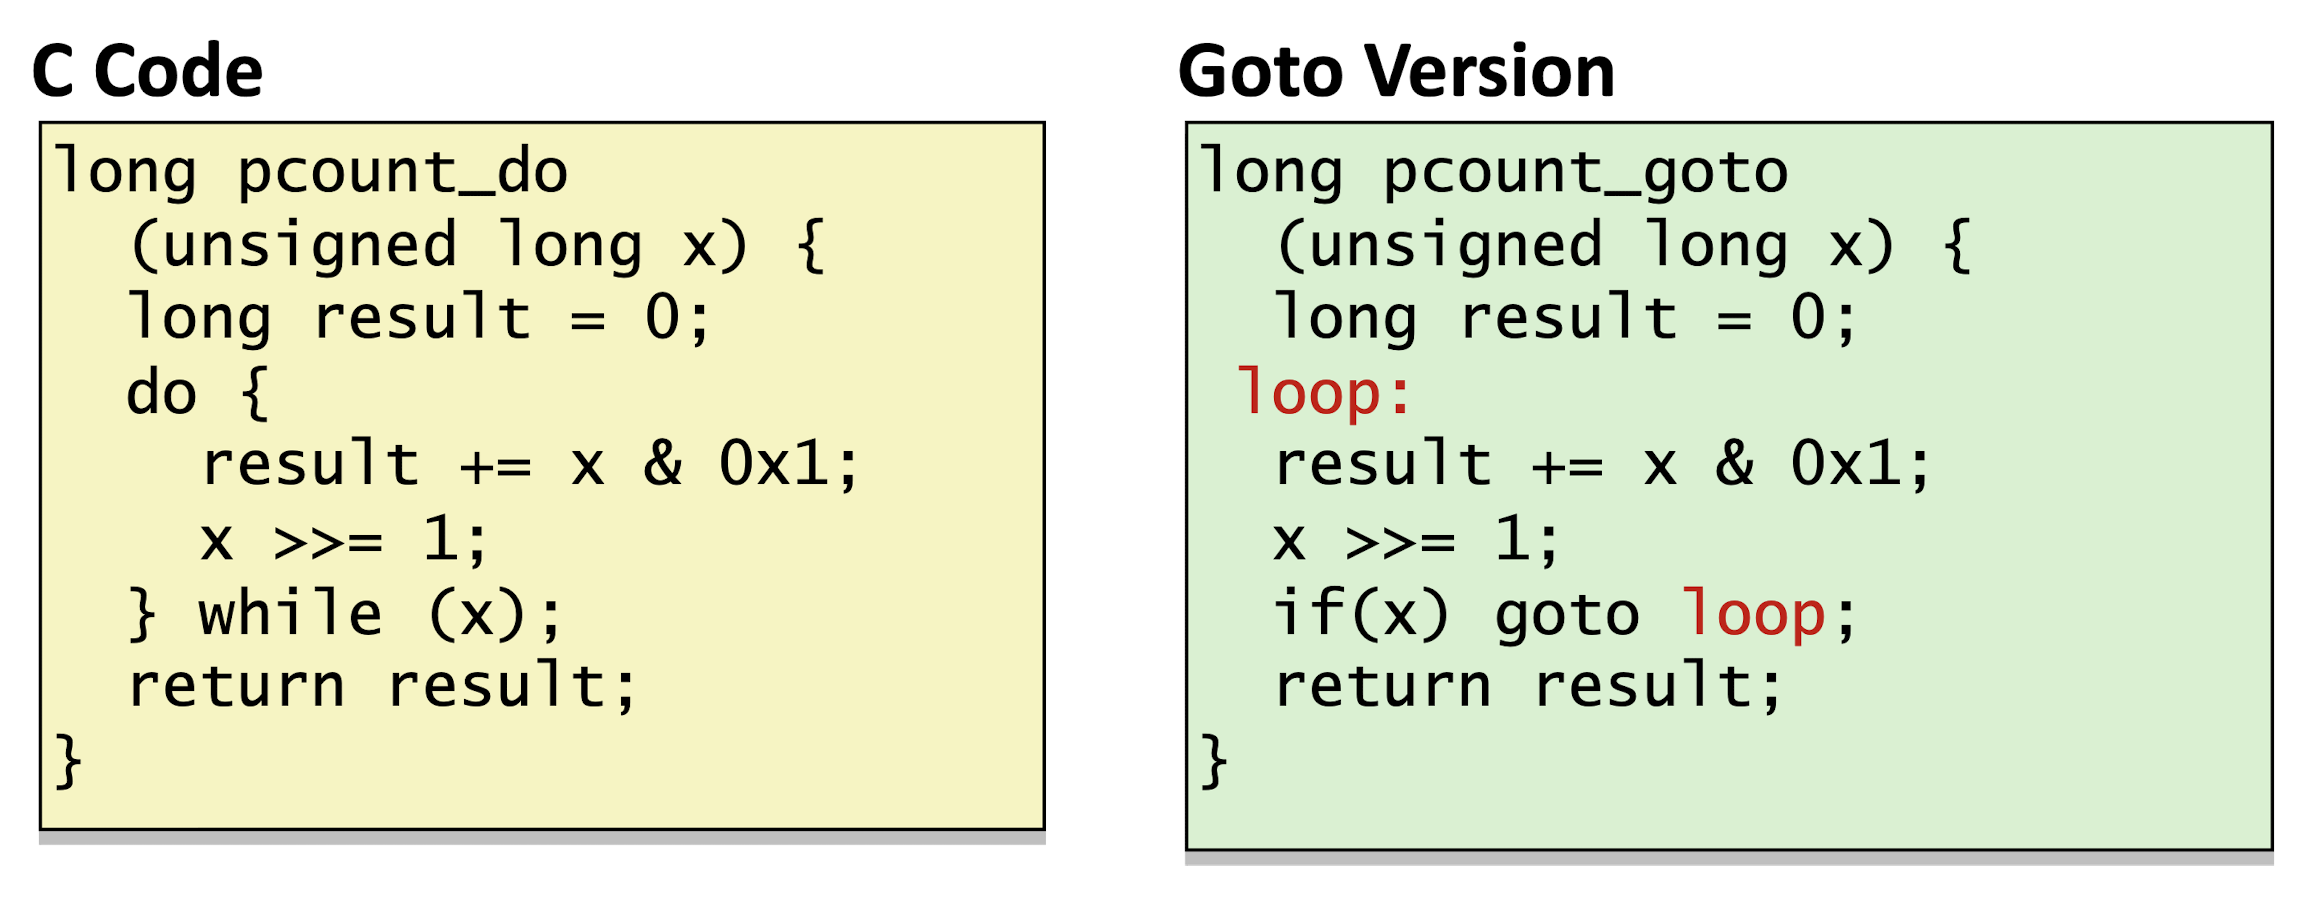 C Code
long pcount_do
  (unsigned long x) {
  long result = 0;
  do {
    result += x & 0x1;
    x >>= 1;
  } while (x);
  return result;
}
Goto Version
long pcount_goto
  (unsigned long x) {
  long result = 0;
 loop:
  result += x & 0x1;
  x >>= 1;
  if(x) goto loop;
  return result;
}